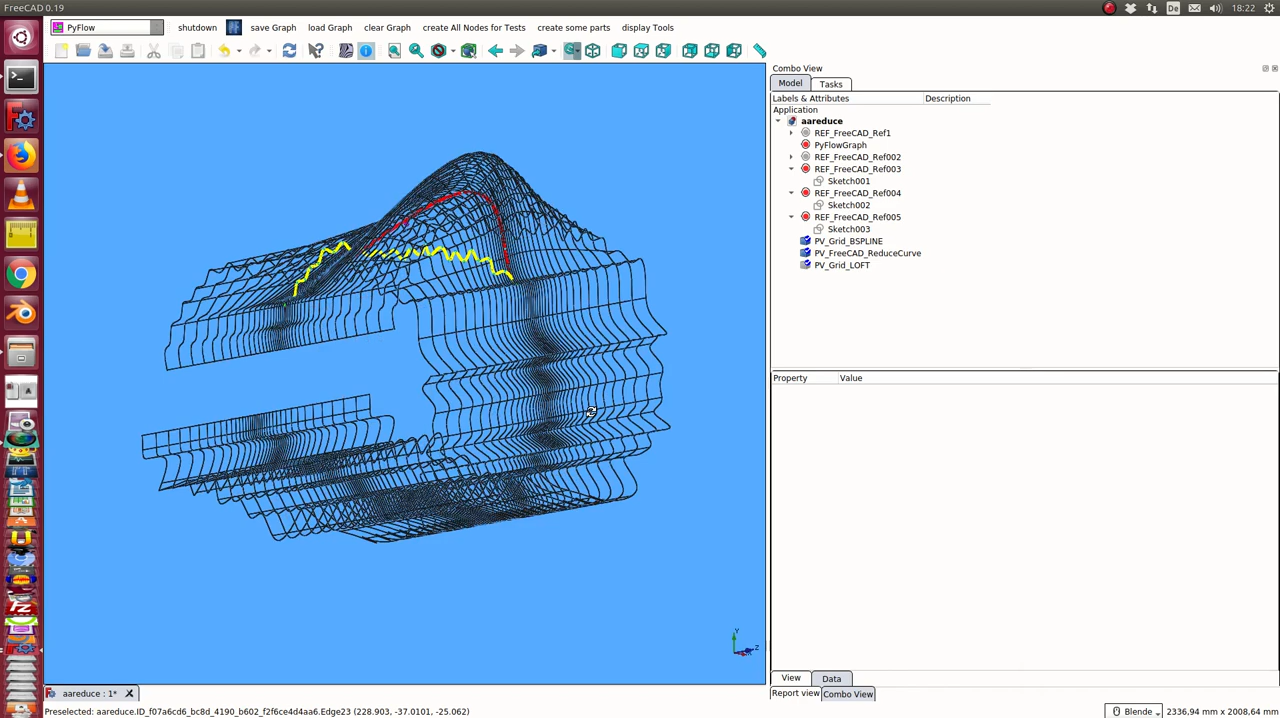 FreeCAD 0.19
De
18:22
PyFlow
shutdown
save Graph
load Graph
clear Graph
create All Nodes for Tests
create some parts
display Tools
Combo View
Model
Tasks
Labels & Attributes
Description
Application
aareduce
REF_FreeCAD_Ref1
PyFlowGraph
REF_FreeCAD_Ref002
REF_FreeCAD_Ref003
Sketch001
REF_FreeCAD_Ref004
Sketch002
REF_FreeCAD_Ref005
Sketch003
PV_Grid_BSPLINE
PV_FreeCAD_ReduceCurve
PV_Grid_LOFT
Property
Value
Y
Z
View
Data
aareduce : 1*
Report view
Combo View
Preselected: aareduce.ID_f07a6cd6_bc8d_4190_b602_f2f6ce4d4aa6.Edge23 (228.903, -37.0101, -25.062)
Blende
2336,94 mm x 2008,64 mm